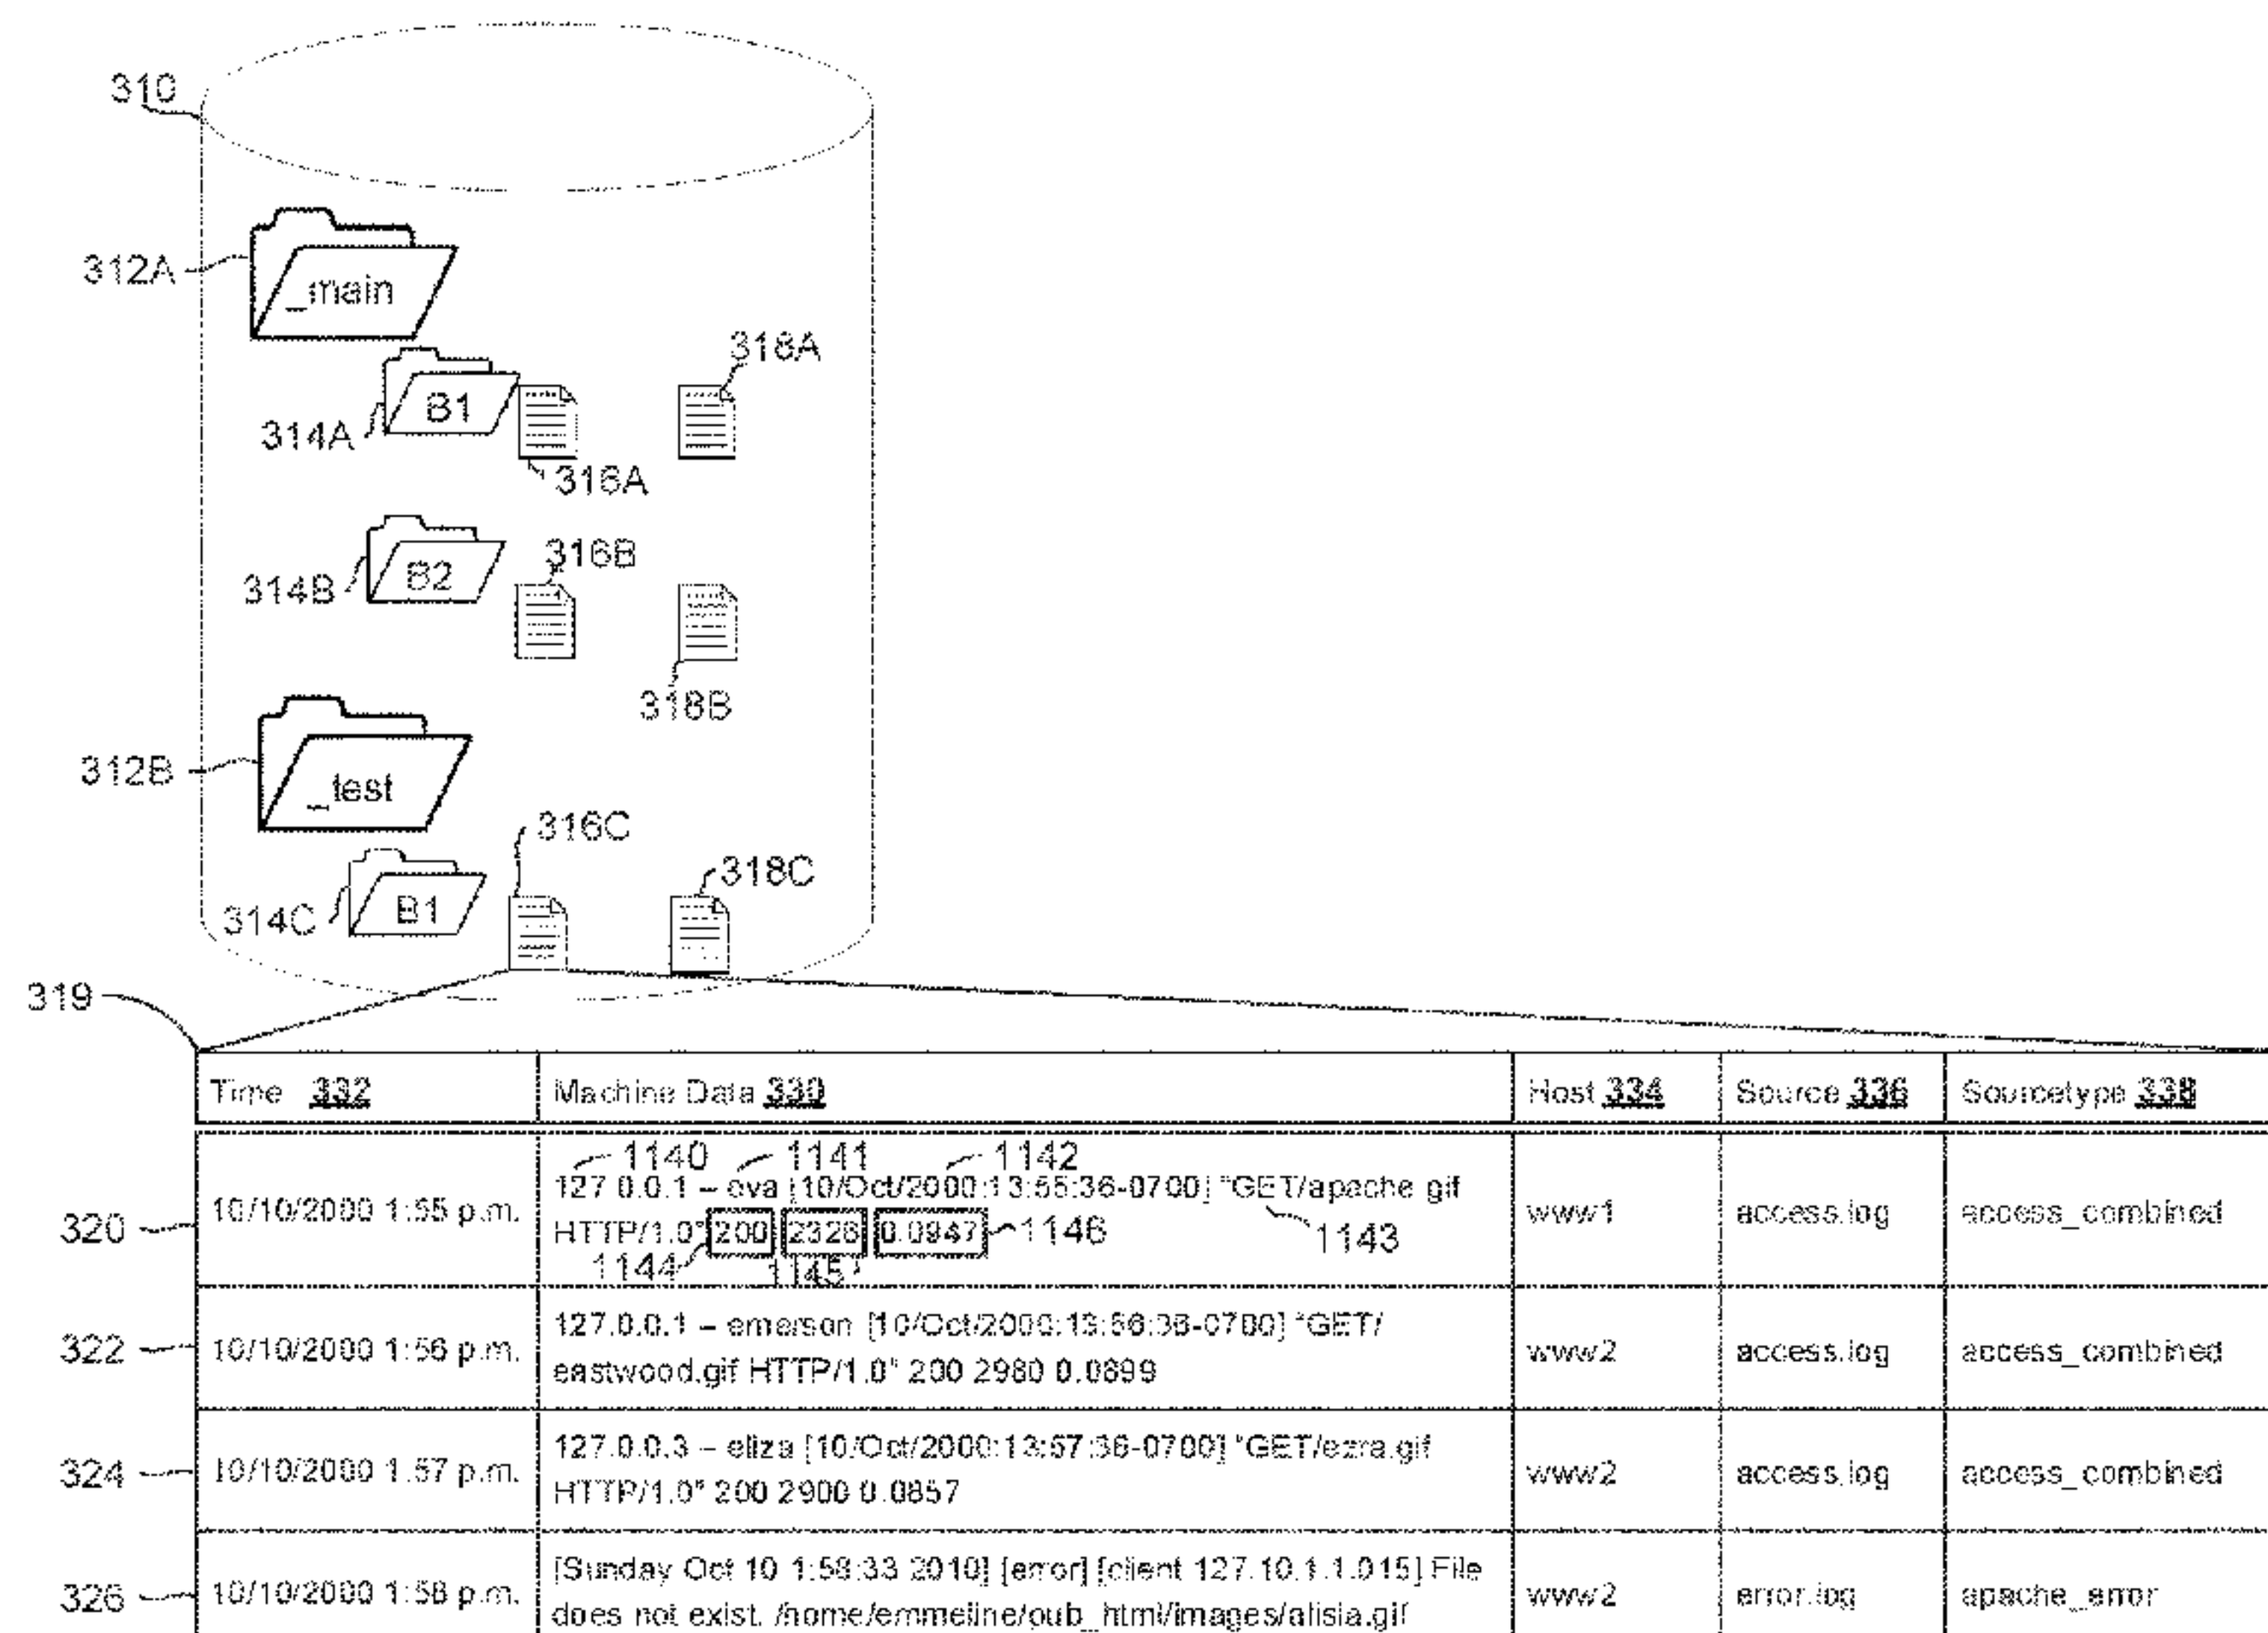 310
312A
_main
318A
B1
314A
316A
316B
B2
314B
318B
312B
_test
316C
318C
B1
314C
319
Time 332 Machine Data 330 Host 334 Source 336 Sourcetype 338
1140 1141 1142
127.0.0.1 – eva [10/Oct/2000:13:55:36-0700] "GET/apache.gif
320 10/10/2000 1:55 p.m. www1 access.log access_combined
HTTP/1.0" 200 2326 0.0947 1146 1143
1144 1145
127.0.0.1 – emerson [10/Oct/2000:13:56:36-0700] "GET/
322 10/10/2000 1:56 p.m. www2 access.log access_combined
eastwood.gif HTTP/1.0" 200 2980 0.0899
127.0.0.3 – eliza [10/Oct/2000:13:57:36-0700] "GET/ezra.gif
324 10/10/2000 1:57 p.m. www2 access.log access_combined
HTTP/1.0" 200 2900 0.0857
[Sunday Oct 10 1:58:33 2010] [error] [client 127.10.1.1.015] File
326 10/10/2000 1:58 p.m. www2 error.log apache_error
does not exist. /home/emmeline/pub_html/images/alisia.gif